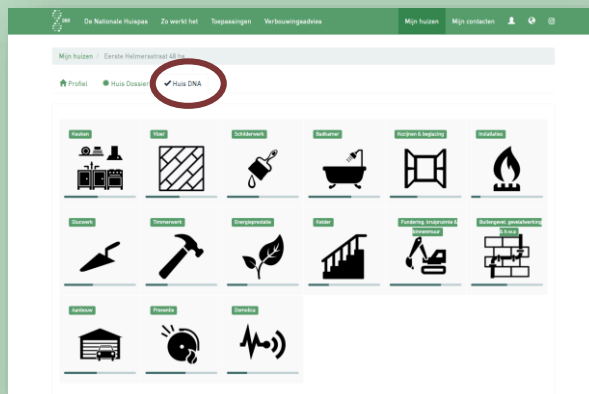 DNA De Nationale Huispas Zo werkt het Toepassingen Verbouwingsadvies Mijn huizen Mijn contacten
Mijn huizen / Eerste Helmersstraat 48 hs
Profiel Huis Dossier Huis DNA
Keuken Vloer Schilderwerk Badkamer Kozijnen & beglazing Installaties
Stucwerk Timmerwerk Energieprestatie Kelder Fundering, kruipruimte & binnenmuur Buitengevel, gevelafwerking & h.w.a
Aanbouw Preventie Domotica